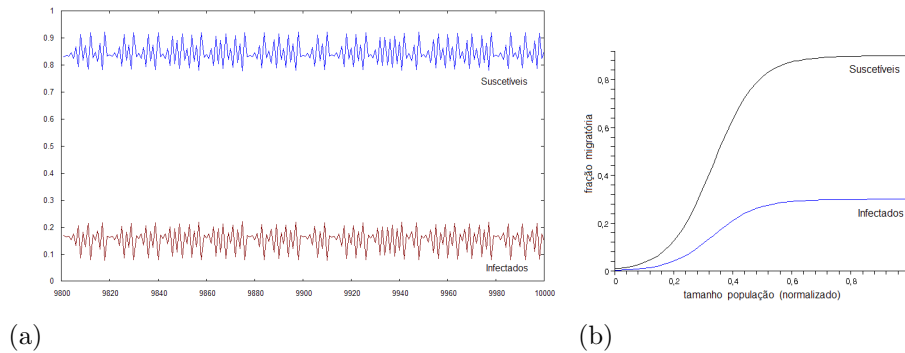 1
0.9
0.8
0.7
0.6
0.5
0.4
0.3
0.2
0.1
0
Suscetíveis
Infectados
9800 9820 9840 9860 9880 9900 9920 9940 9960 9980 10000
(a)
fração migratória
0,8
0,6
0,4
0,2
0
Suscetíveis
Infectados
0 0,2 0,4 0,6 0,8
tamanho população (normalizado)
(b)